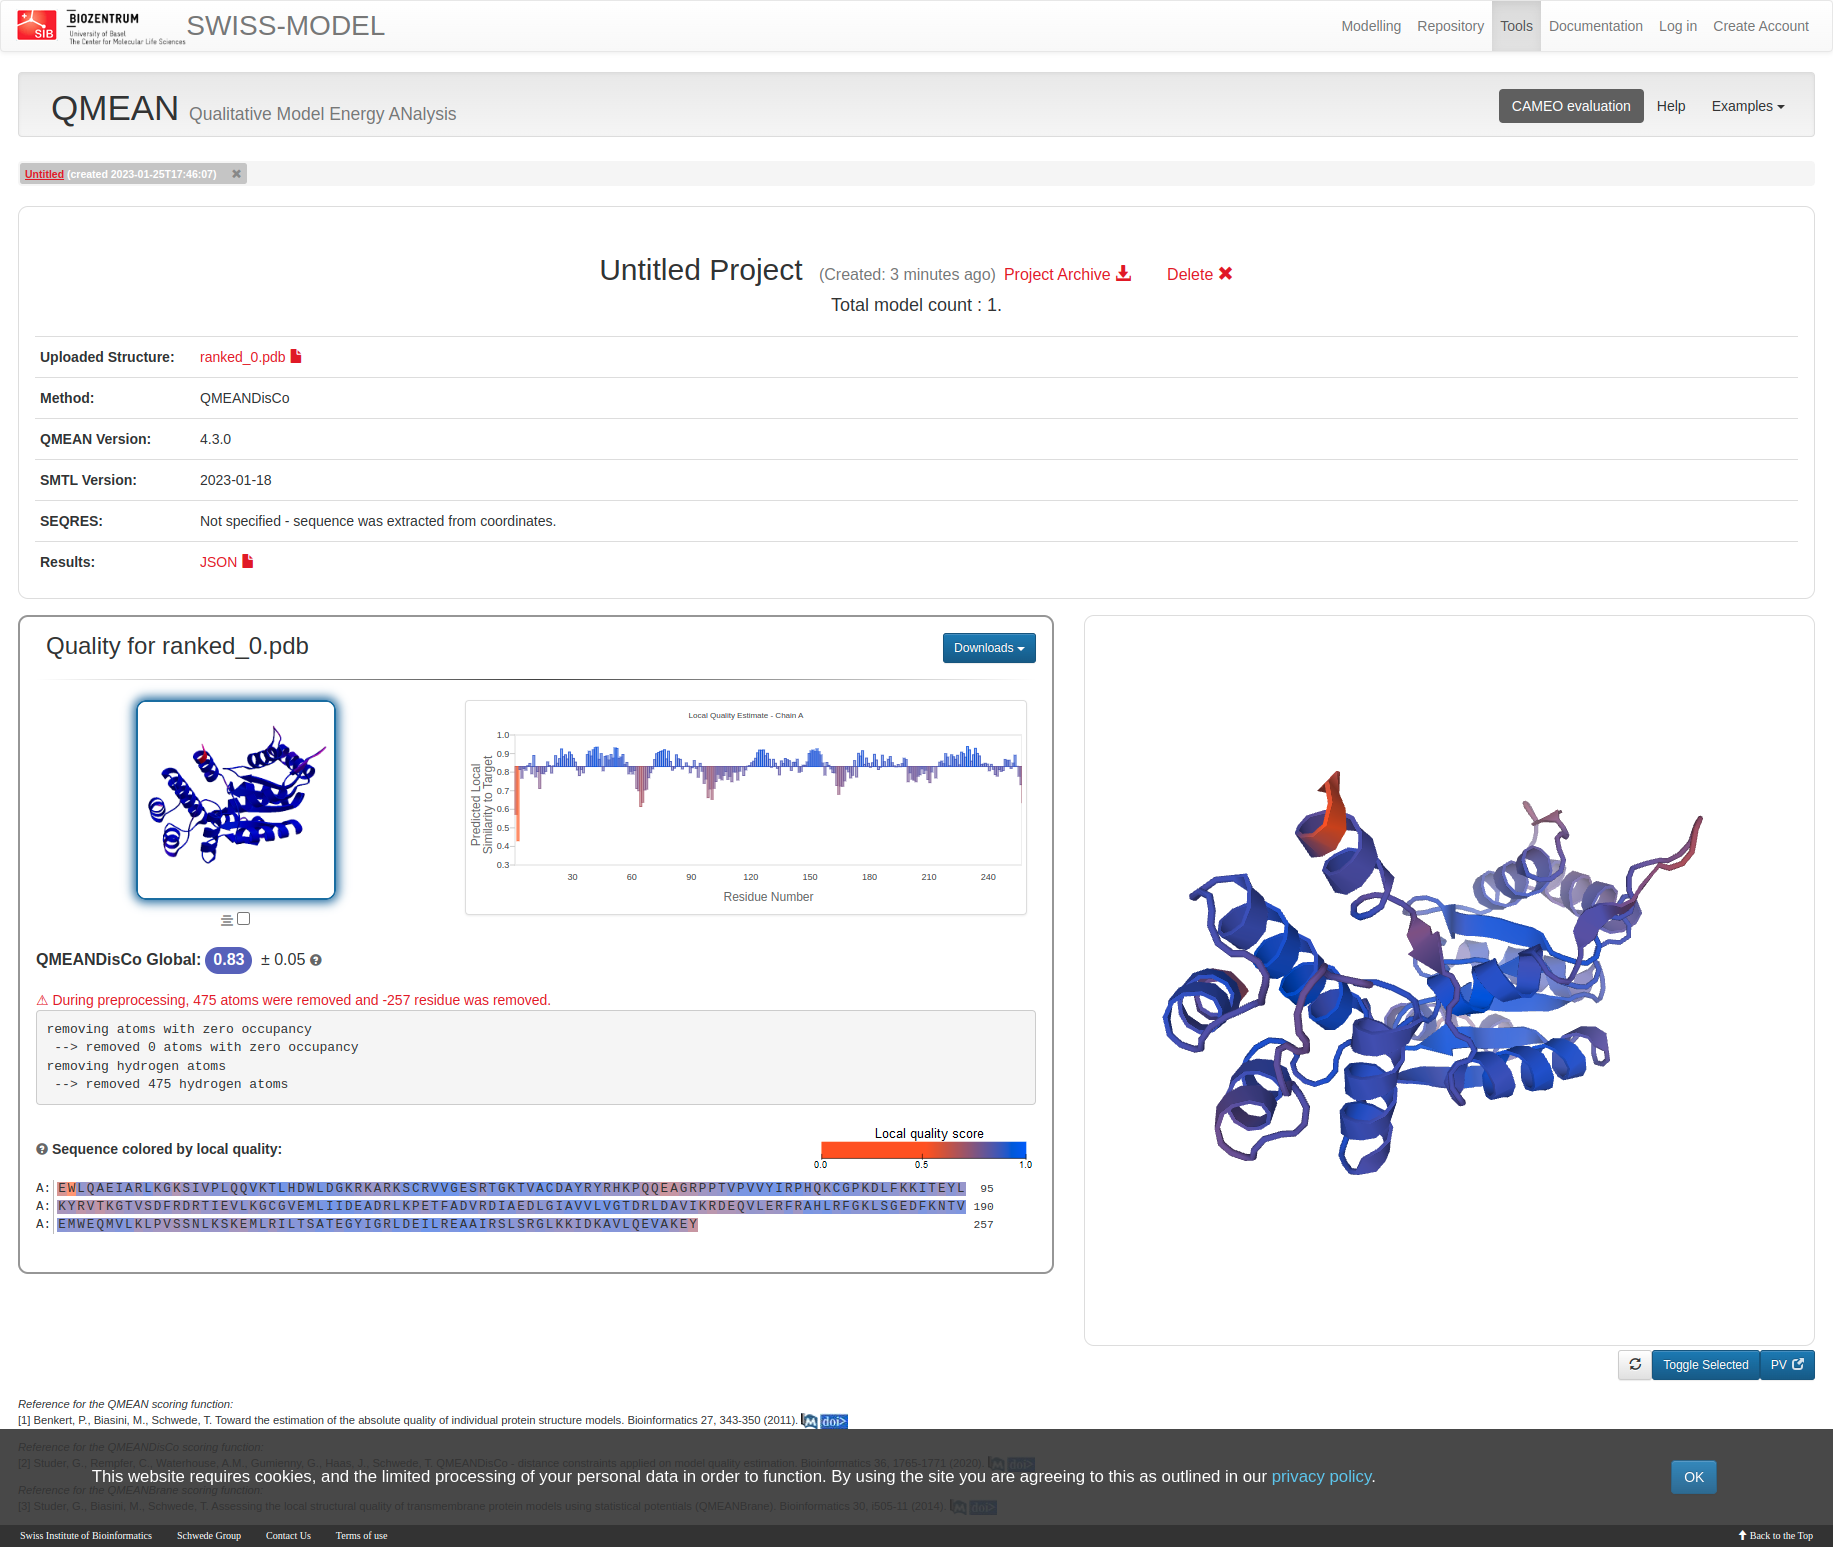 SIB
BIOZENTRUM
University of Basel
The Center for Molecular Life Sciences
SWISS-MODEL
Modelling Repository Tools Documentation Log in Create Account
QMEAN Qualitative Model Energy ANalysis
CAMEO evaluation Help Examples
Untitled (created 2023-01-25T17:46:07)
Untitled Project (Created: 3 minutes ago) Project Archive Delete
Total model count : 1.
Uploaded Structure: ranked_0.pdb
Method: QMEANDisCo
QMEAN Version: 4.3.0
SMTL Version: 2023-01-18
SEQRES: Not specified - sequence was extracted from coordinates.
Results: JSON
Quality for ranked_0.pdb
Downloads
Local Quality Estimate - Chain A
Predicted Local
Similarity to Target
1.0
0.9
0.8
0.7
0.6
0.5
0.4
0.3
30 60 90 120 150 180 210 240
Residue Number
QMEANDisCo Global: 0.83 ± 0.05
⚠ During preprocessing, 475 atoms were removed and -257 residue was removed.
removing atoms with zero occupancy
--> removed 0 atoms with zero occupancy
removing hydrogen atoms
--> removed 475 hydrogen atoms
Sequence colored by local quality:
Local quality score
0.0 0.5 1.0
A: EWLQAEIARLKGKSIVPLQQVKTLHDWLDGKRKARKSCRVVGESRTGKTVACDAYRYRHKPQQEAGRPPTVPVVYIRPHQKCGPKDLFKKITEYL 95
A: KYRVTKGTVSDFRDRTIEVLKGCGVEMLIIDEADRLKPETFADVRDIAEDLGIAVVLVGTDRLDAVIKRDEQVLERFRAHLRFGKLSGEDFKNTV 190
A: EMWEQMVLKLPVSSNLKSKEMLRILTSATEGYIGRLDEILREAAIRSLSRGLKKIDKAVLQEVAKEY 257
Toggle Selected PV
Reference for the QMEAN scoring function:
[1] Benkert, P., Biasini, M., Schwede, T. Toward the estimation of the absolute quality of individual protein structure models. Bioinformatics 27, 343-350 (2011). M doi>
Reference for the QMEANDisCo scoring function:
[2] Studer, G., Rempfer, C., Waterhouse, A.M., Gumienny, G., Haas, J., Schwede, T. QMEANDisCo - distance constraints applied on model quality estimation. Bioinformatics 36, 1765-1771 (2020). M doi>
This website requires cookies, and the limited processing of your personal data in order to function. By using the site you are agreeing to this as outlined in our privacy policy.
OK
Reference for the QMEANBrane scoring function:
[3] Studer, G., Biasini, M., Schwede, T. Assessing the local structural quality of transmembrane protein models using statistical potentials (QMEANBrane). Bioinformatics 30, i505-11 (2014). M doi>
Swiss Institute of Bioinformatics Schwede Group Contact Us Terms of use
Back to the Top